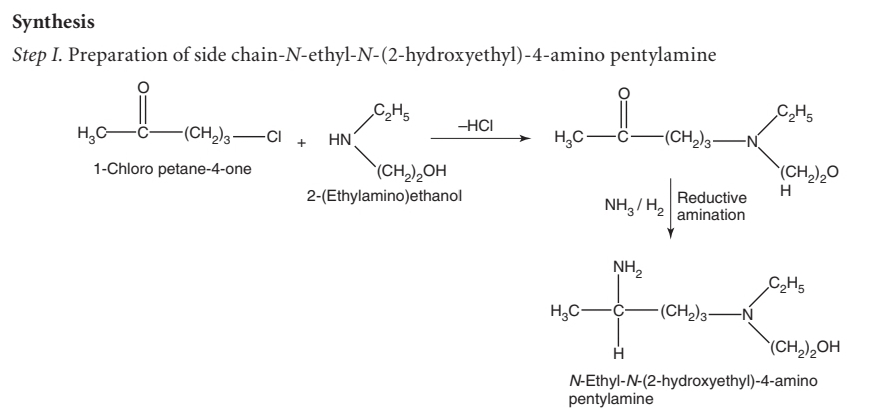 Synthesis
Step I. Preparation of side chain-N-ethyl-N-(2-hydroxyethyl)-4-amino pentylamine
O
H₃C—C—(CH₂)₃—Cl
1-Chloro petane-4-one
+
C₂H₅
HN
(CH₂)₂OH
2-(Ethylamino)ethanol
–HCl
O
C₂H₅
H₃C—C—(CH₂)₃—N
(CH₂)₂O
H
NH₃ / H₂
Reductive
amination
NH₂
C₂H₅
H₃C—C—(CH₂)₃—N
H
(CH₂)₂OH
N-Ethyl-N-(2-hydroxyethyl)-4-amino
pentylamine